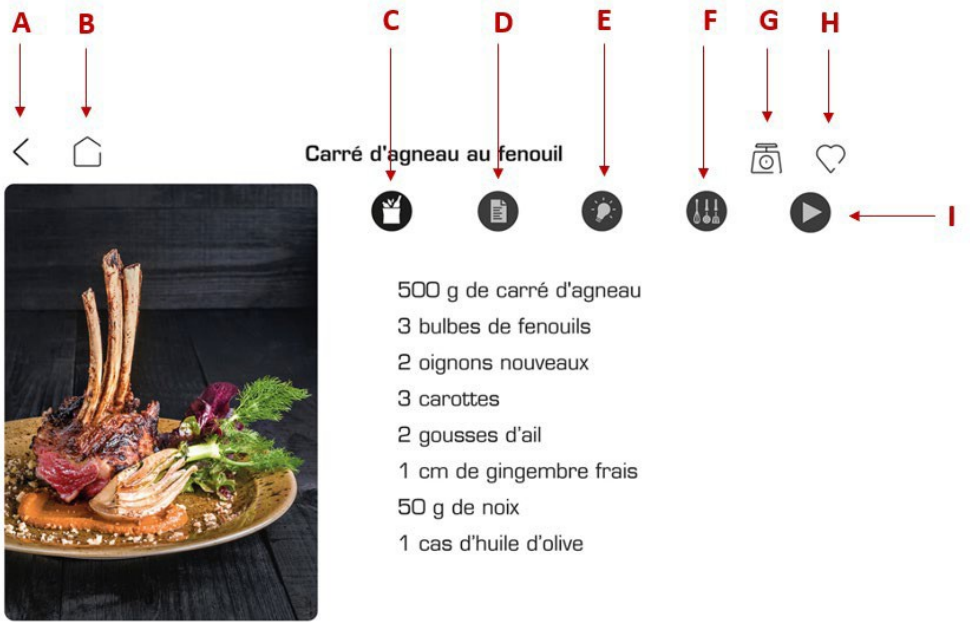 A B C D E F G H
Carré d'agneau au fenouil
I
500 g de carré d'agneau
3 bulbes de fenouils
2 oignons nouveaux
3 carottes
2 gousses d'ail
1 cm de gingembre frais
50 g de noix
1 cas d'huile d'olive